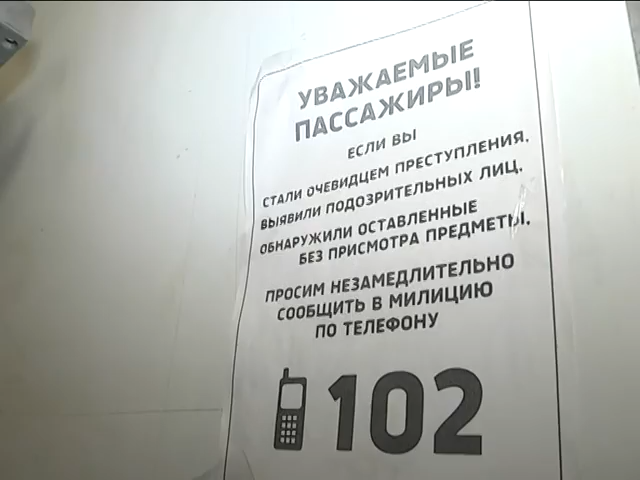 УВАЖАЕМЫЕ
ПАССАЖИРЫ!
ЕСЛИ ВЫ
СТАЛИ ОЧЕВИДЦЕМ ПРЕСТУПЛЕНИЯ.
ВЫЯВИЛИ ПОДОЗРИТЕЛЬНЫХ ЛИЦ.
ОБНАРУЖИЛИ ОСТАВЛЕННЫЕ
БЕЗ ПРИСМОТРА ПРЕДМЕТЫ.
ПРОСИМ НЕЗАМЕДЛИТЕЛЬНО
СООБЩИТЬ В МИЛИЦИЮ
ПО ТЕЛЕФОНУ
102